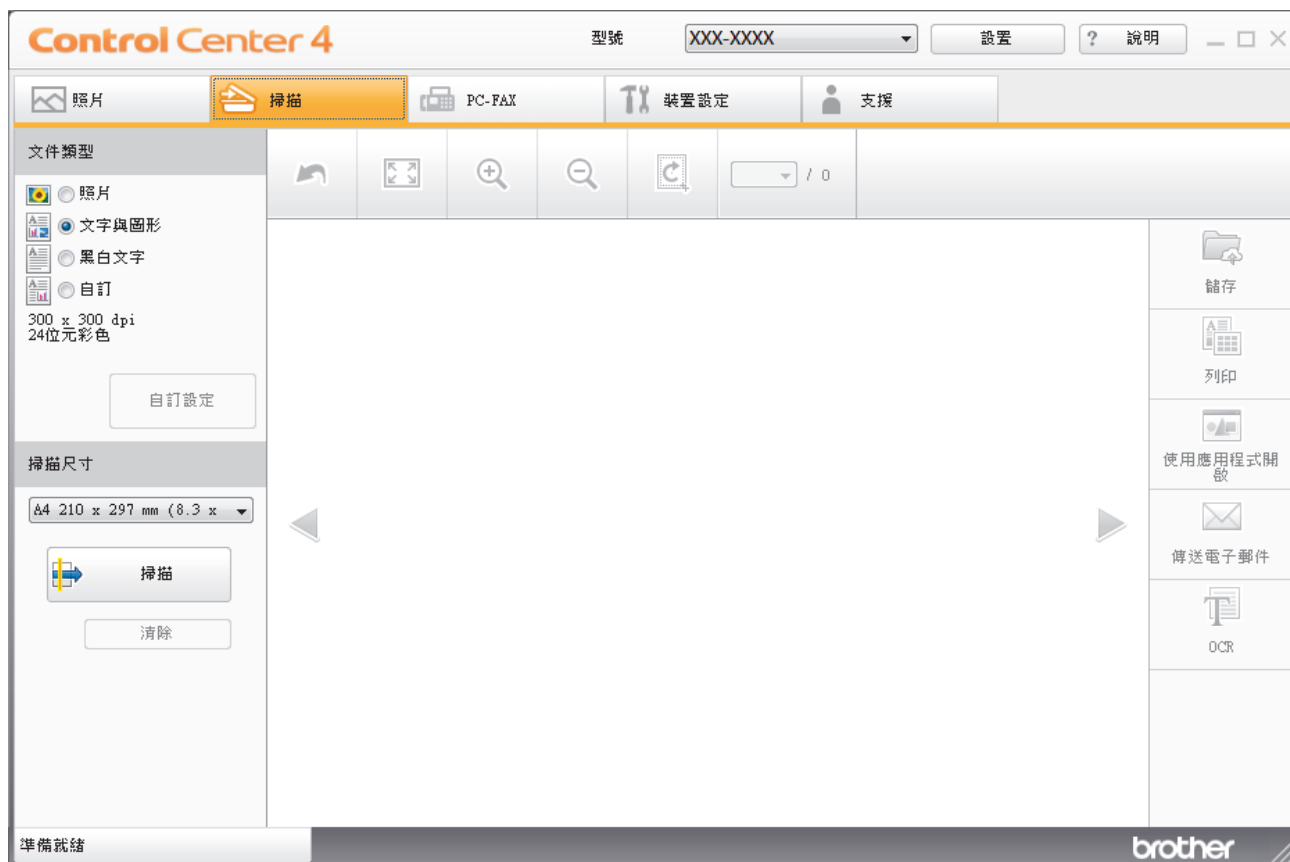 Control Center 4
型號
XXX-XXXX
設置
? 說明
照片
掃描
PC-FAX
裝置設定
支援
文件類型
照片
文字與圖形
黑白文字
自訂
300 x 300 dpi
24位元彩色
自訂設定
掃描尺寸
A4 210 x 297 mm (8.3 x
掃描
清除
/ 0
儲存
列印
使用應用程式開
啟
傳送電子郵件
OCR
準備就緒
brother